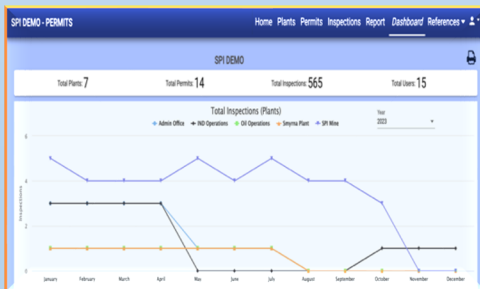 SPI DEMO - PERMITS Home Plants Permits Inspections Report Dashboard References
SPI DEMO
Total Plants: 7 Total Permits: 14 Total Inspections: 565 Total Users: 15
Total Inspections (Plants)
Admin Office IND Operations Oil Operations Smyrna Plant SPI Mine
Year
2023
6
4
2
0
January February March April May June July August September October November December